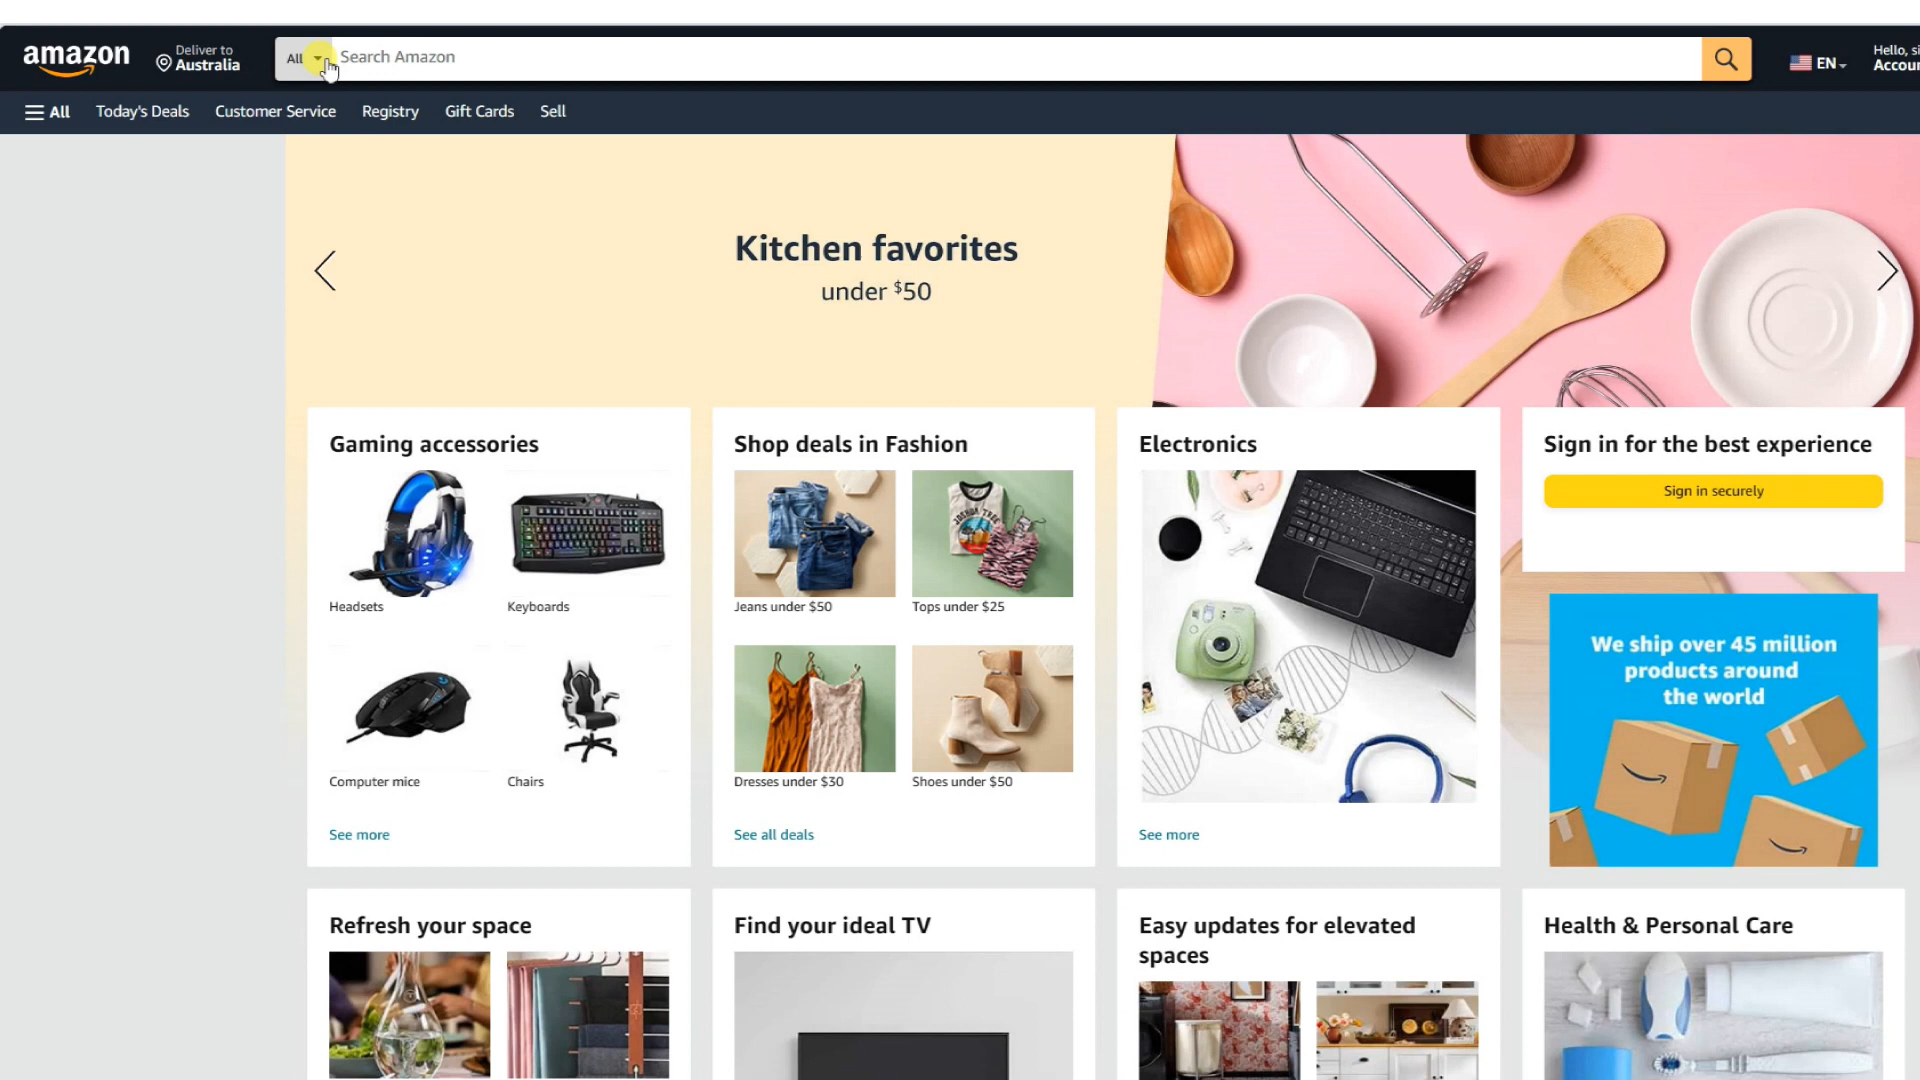 amazon
Deliver to
Australia
All
Search Amazon
EN
Hello, si
Accoun
All
Today's Deals
Customer Service
Registry
Gift Cards
Sell
Kitchen favorites
under $50
Gaming accessories
Headsets
Keyboards
Computer mice
Chairs
See more
Shop deals in Fashion
JOSHUA TREE
Jeans under $50
Tops under $25
Dresses under $30
Shoes under $50
See all deals
Electronics
See more
Sign in for the best experience
Sign in securely
We ship over 45 million
products around
the world
Refresh your space
Find your ideal TV
Easy updates for elevated
spaces
Health & Personal Care